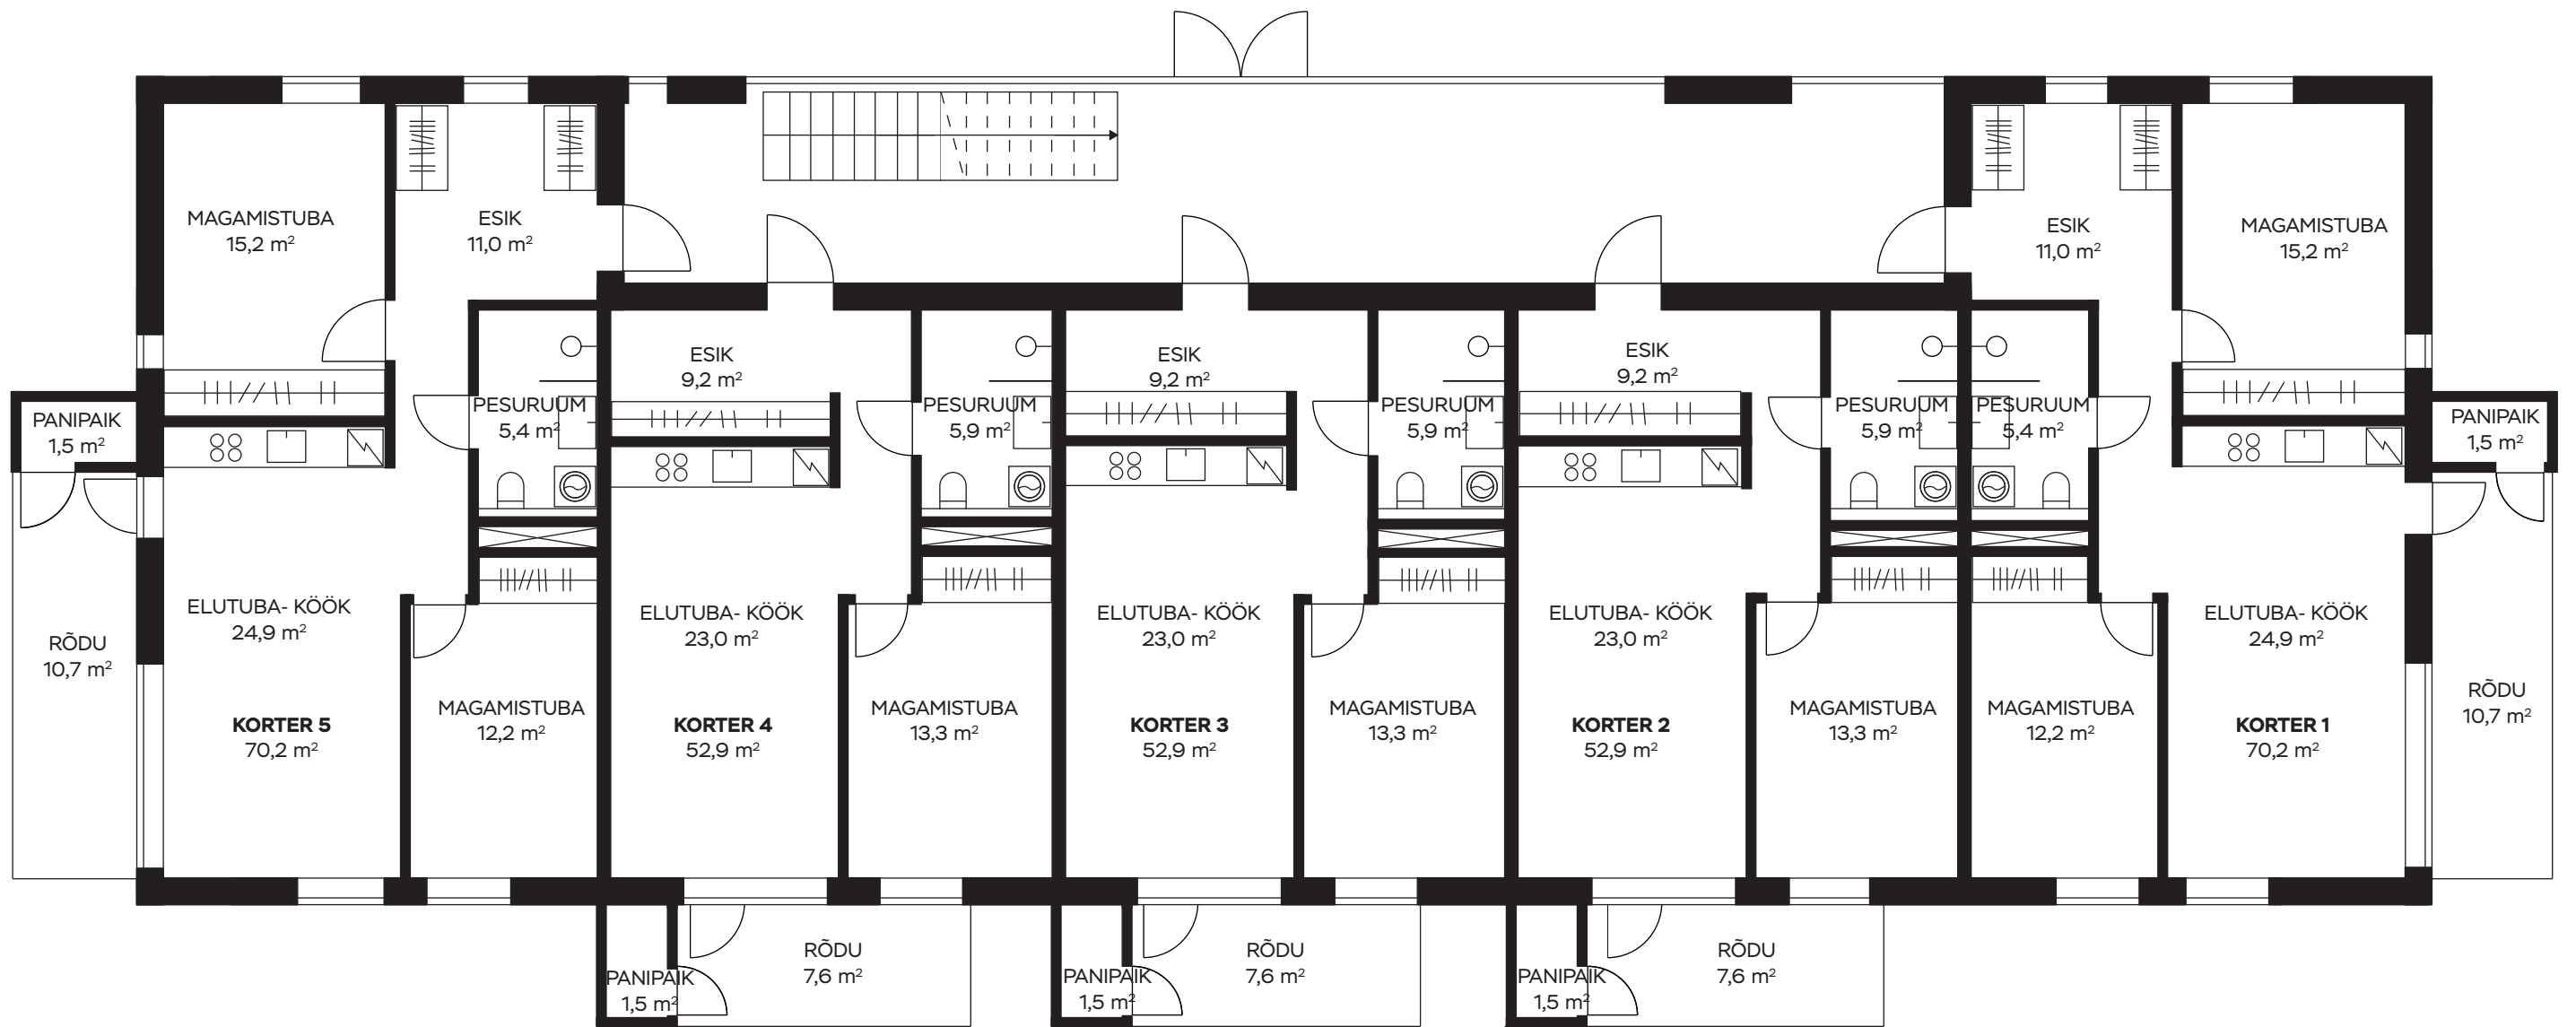 MAGAMISTUBA
15,2 m²
ESIK
11,0 m²
ESIK
11,0 m²
MAGAMISTUBA
15,2 m²
PANIPAIK
1,5 m²
PESURUUM
5,4 m²
ESIK
9,2 m²
PESURUUM
5,9 m²
ESIK
9,2 m²
PESURUUM
5,9 m²
ESIK
9,2 m²
PESURUUM
5,9 m²
PESURUUM
5,4 m²
PANIPAIK
1,5 m²
RÕDU
10,7 m²
ELUTUBA- KÖÖK
24,9 m²
KORTER 5
70,2 m²
MAGAMISTUBA
12,2 m²
ELUTUBA- KÖÖK
23,0 m²
KORTER 4
52,9 m²
MAGAMISTUBA
13,3 m²
ELUTUBA- KÖÖK
23,0 m²
KORTER 3
52,9 m²
MAGAMISTUBA
13,3 m²
ELUTUBA- KÖÖK
23,0 m²
KORTER 2
52,9 m²
MAGAMISTUBA
13,3 m²
MAGAMISTUBA
12,2 m²
ELUTUBA- KÖÖK
24,9 m²
KORTER 1
70,2 m²
RÕDU
10,7 m²
PANIPAIK
1,5 m²
RÕDU
7,6 m²
PANIPAIK
1,5 m²
RÕDU
7,6 m²
PANIPAIK
1,5 m²
RÕDU
7,6 m²